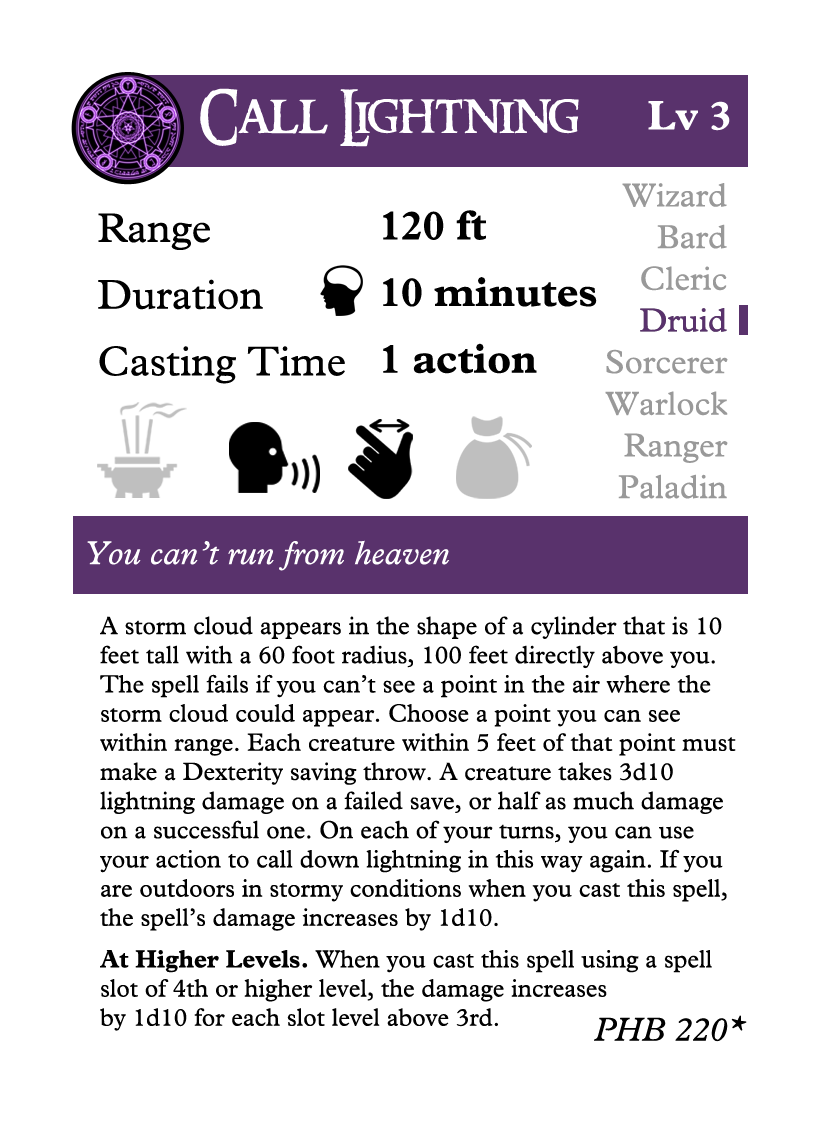 CALL LIGHTNING Lv 3
Wizard
Bard
Cleric
Druid
Sorcerer
Warlock
Ranger
Paladin
Range 120 ft
Duration 10 minutes
Casting Time 1 action
You can’t run from heaven
A storm cloud appears in the shape of a cylinder that is 10
feet tall with a 60 foot radius, 100 feet directly above you.
The spell fails if you can’t see a point in the air where the
storm cloud could appear. Choose a point you can see
within range. Each creature within 5 feet of that point must
make a Dexterity saving throw. A creature takes 3d10
lightning damage on a failed save, or half as much damage
on a successful one. On each of your turns, you can use
your action to call down lightning in this way again. If you
are outdoors in stormy conditions when you cast this spell,
the spell’s damage increases by 1d10.
At Higher Levels. When you cast this spell using a spell
slot of 4th or higher level, the damage increases
by 1d10 for each slot level above 3rd.
PHB 220*